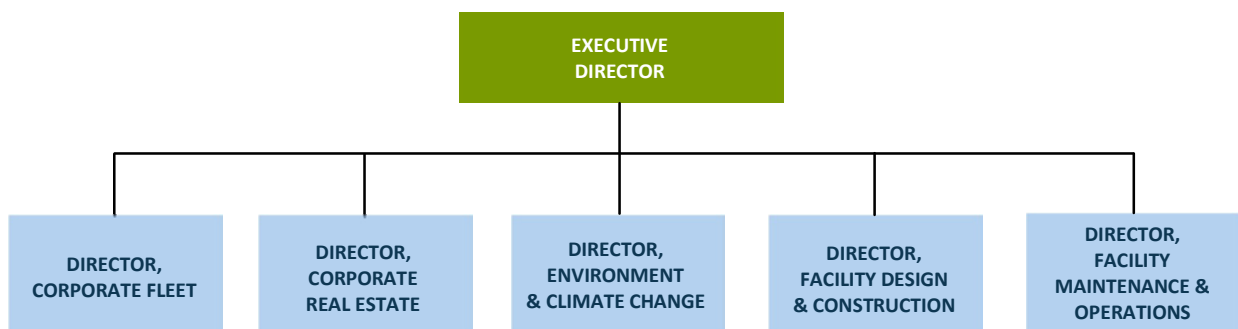 EXECUTIVE
DIRECTOR
DIRECTOR,
CORPORATE FLEET
DIRECTOR,
CORPORATE
REAL ESTATE
DIRECTOR,
ENVIRONMENT
& CLIMATE CHANGE
DIRECTOR,
FACILITY DESIGN
& CONSTRUCTION
DIRECTOR,
FACILITY
MAINTENANCE &
OPERATIONS